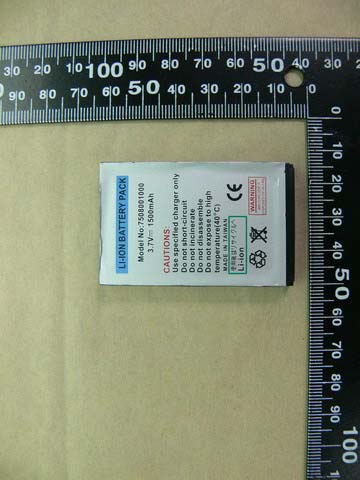 30 20 10 100 90 80 70 60 50 40 30
90 80 70 60 50 40 30 20 10 0
10
20
30
40
50
60
70
80
90
100
LI-ION BATTERY PACK
Model No:7508001000
3.7V 1500mAh
CAUTIONS:
Use specified charger only
Do not short-circuit
Do not incinerate
Do not disassemble
Do not expose to high
temperature(40°C)
MADE IN TAIWAN
Li-ion
CE
WARNING